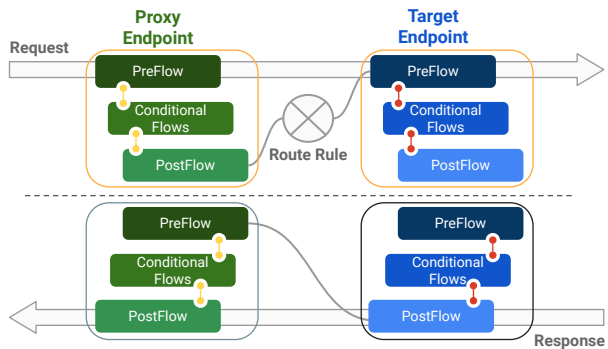 Proxy
Endpoint
Target
Endpoint
Request
PreFlow
PreFlow
Conditional
Flows
Conditional
Flows
Route Rule
PostFlow
PostFlow
PreFlow
PreFlow
Conditional
Flows
Conditional
Flows
PostFlow
PostFlow
Response